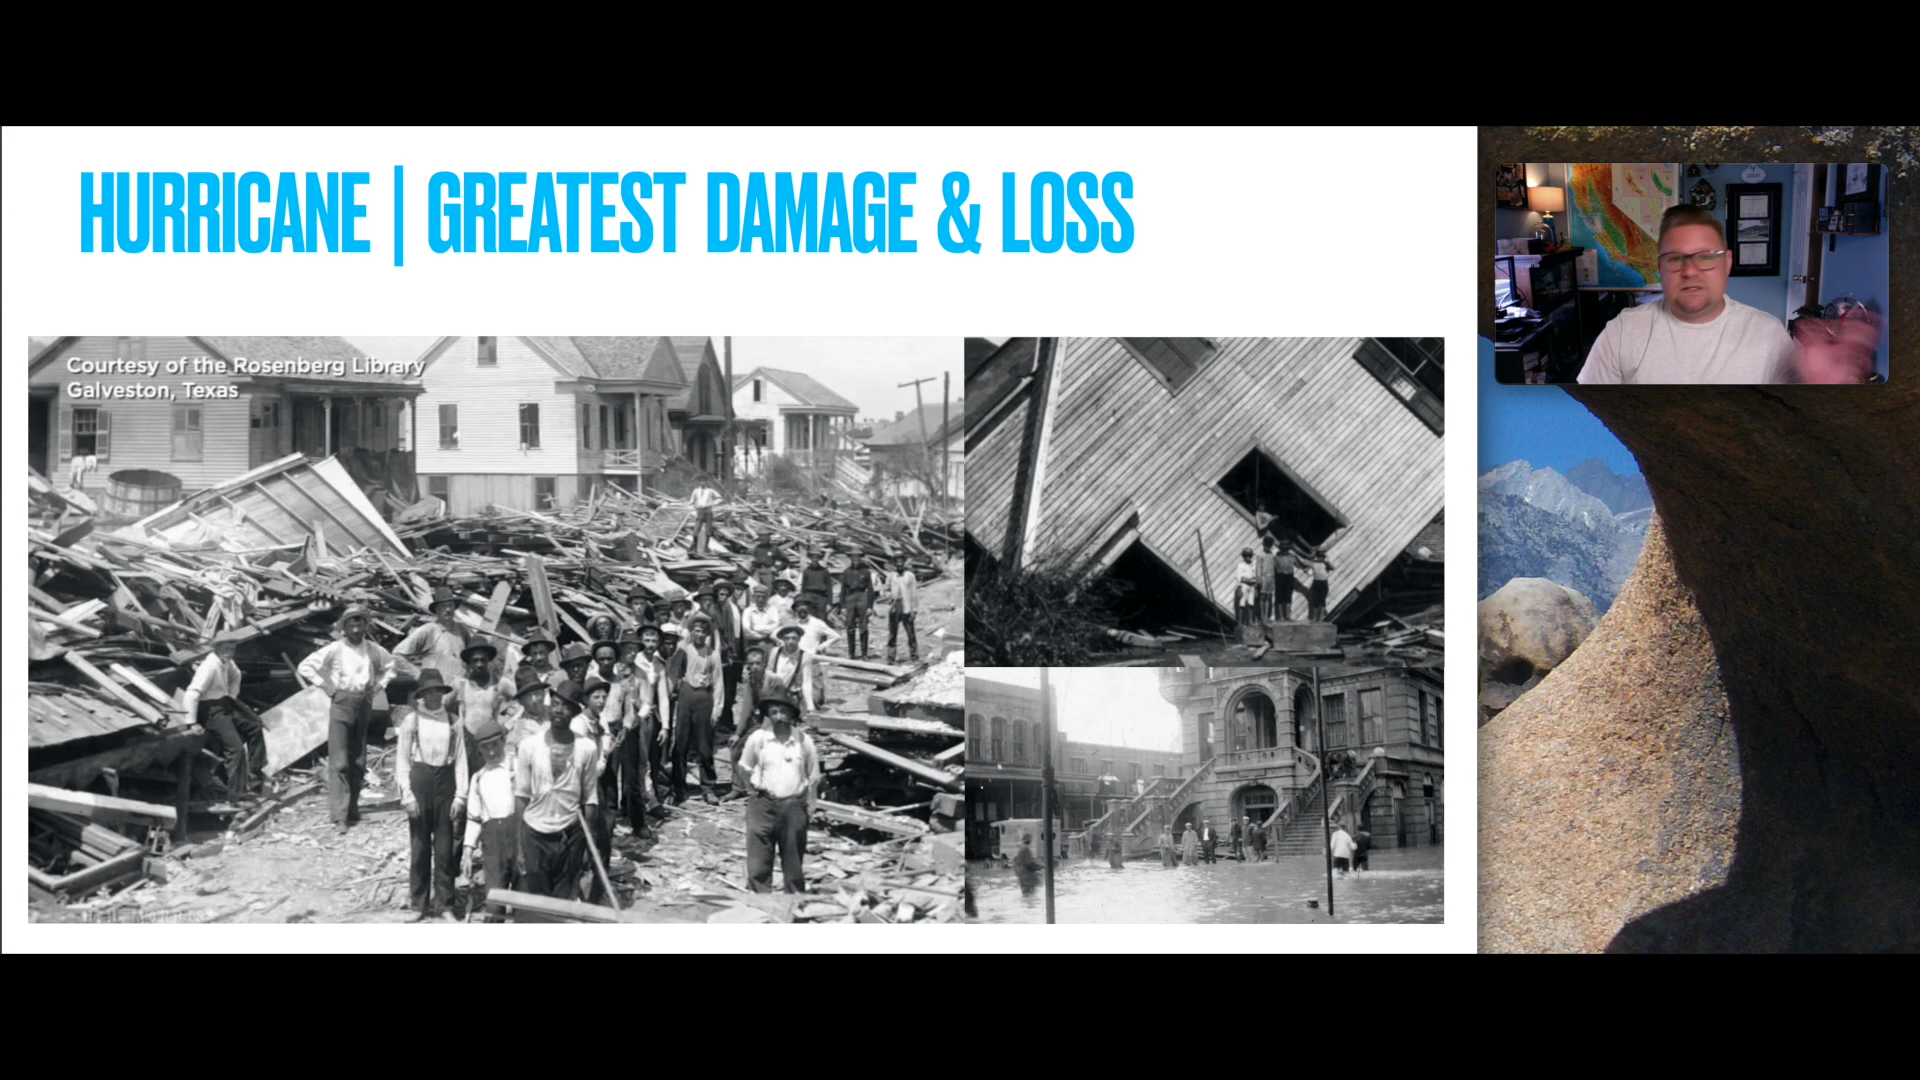 HURRICANE | GREATEST DAMAGE & LOSS
Courtesy of the Rosenberg Library
Galveston, Texas